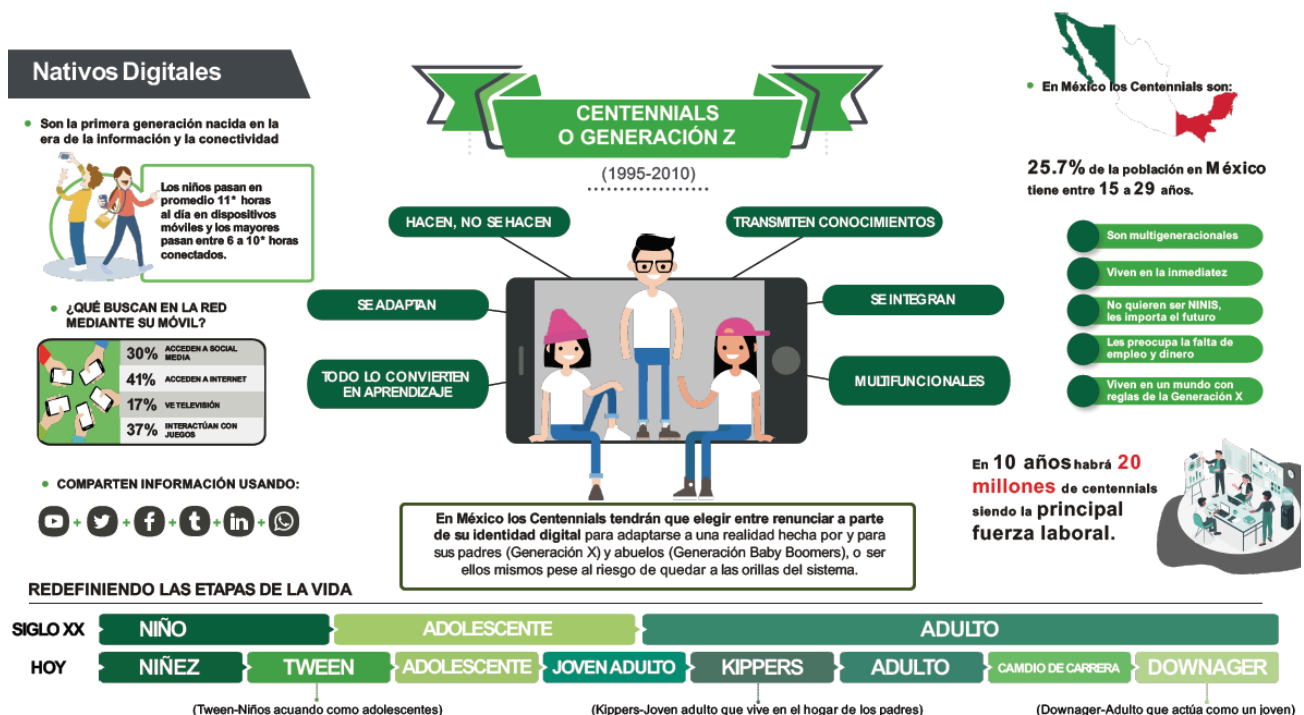 Nativos Digitales
Son la primera generación nacida en la
era de la información y la conectividad
Los niños pasan en
promedio 11* horas
al día en dispositivos
móviles y los mayores
pasan entre 6 a 10* horas
conectados.
¿QUÉ BUSCAN EN LA RED
MEDIANTE SU MÓVIL?
30% ACCEDEN A SOCIAL
MEDIA
41% ACCEDEN A INTERNET
17% VE TELEVISIÓN
37% INTERACTÚAN CON
JUEGOS
COMPARTEN INFORMACIÓN USANDO:
CENTENNIALS
O GENERACIÓN Z
(1995-2010)
HACEN, NO SE HACEN
TRANSMITEN CONOCIMIENTOS
SE ADAPTAN
SE INTEGRAN
TODO LO CONVIERTEN
EN APRENDIZAJE
MULTIFUNCIONALES
En México los Centennials tendrán que elegir entre renunciar a parte
de su identidad digital para adaptarse a una realidad hecha por y para
sus padres (Generación X) y abuelos (Generación Baby Boomers), o ser
ellos mismos pese al riesgo de quedar a las orillas del sistema.
En México los Centennials son:
25.7% de la población en México
tiene entre 15 a 29 años.
Son multigeneracionales
Viven en la inmediatez
No quieren ser NINIS,
les importa el futuro
Les preocupa la falta de
empleo y dinero
Viven en un mundo con
reglas de la Generación X
En 10 años habrá 20
millones de centennials
siendo la principal
fuerza laboral.
REDEFINIENDO LAS ETAPAS DE LA VIDA
SIGLO XX NIÑO ADOLESCENTE ADULTO
HOY NIÑEZ TWEEN ADOLESCENTE JOVEN ADULTO KIPPERS ADULTO CAMDIO DE CARRERA DOWNAGER
(Tween-Niños acuando como adolescentes) (Kippers-Joven adulto que vive en el hogar de los padres) (Downager-Adulto que actúa como un joven)